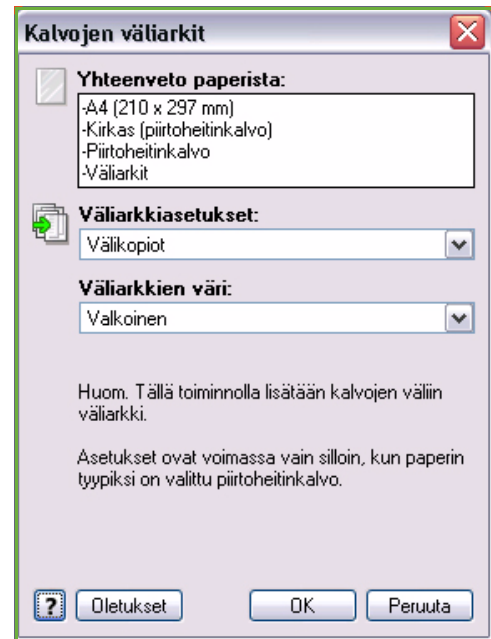 Kalvojen väliarkit
Yhteenveto paperista:
-A4 (210 x 297 mm)
-Kirkas (piirtoheitinkalvo)
-Piirtoheitinkalvo
-Väliarkit
Väliarkkiasetukset:
Välikopiot
Väliarkkien väri:
Valkoinen
Huom. Tällä toiminnolla lisätään kalvojen väliin
väliarkki.
Asetukset ovat voimassa vain silloin, kun paperin
tyypiksi on valittu piirtoheitinkalvo.
? Oletukset OK Peruuta